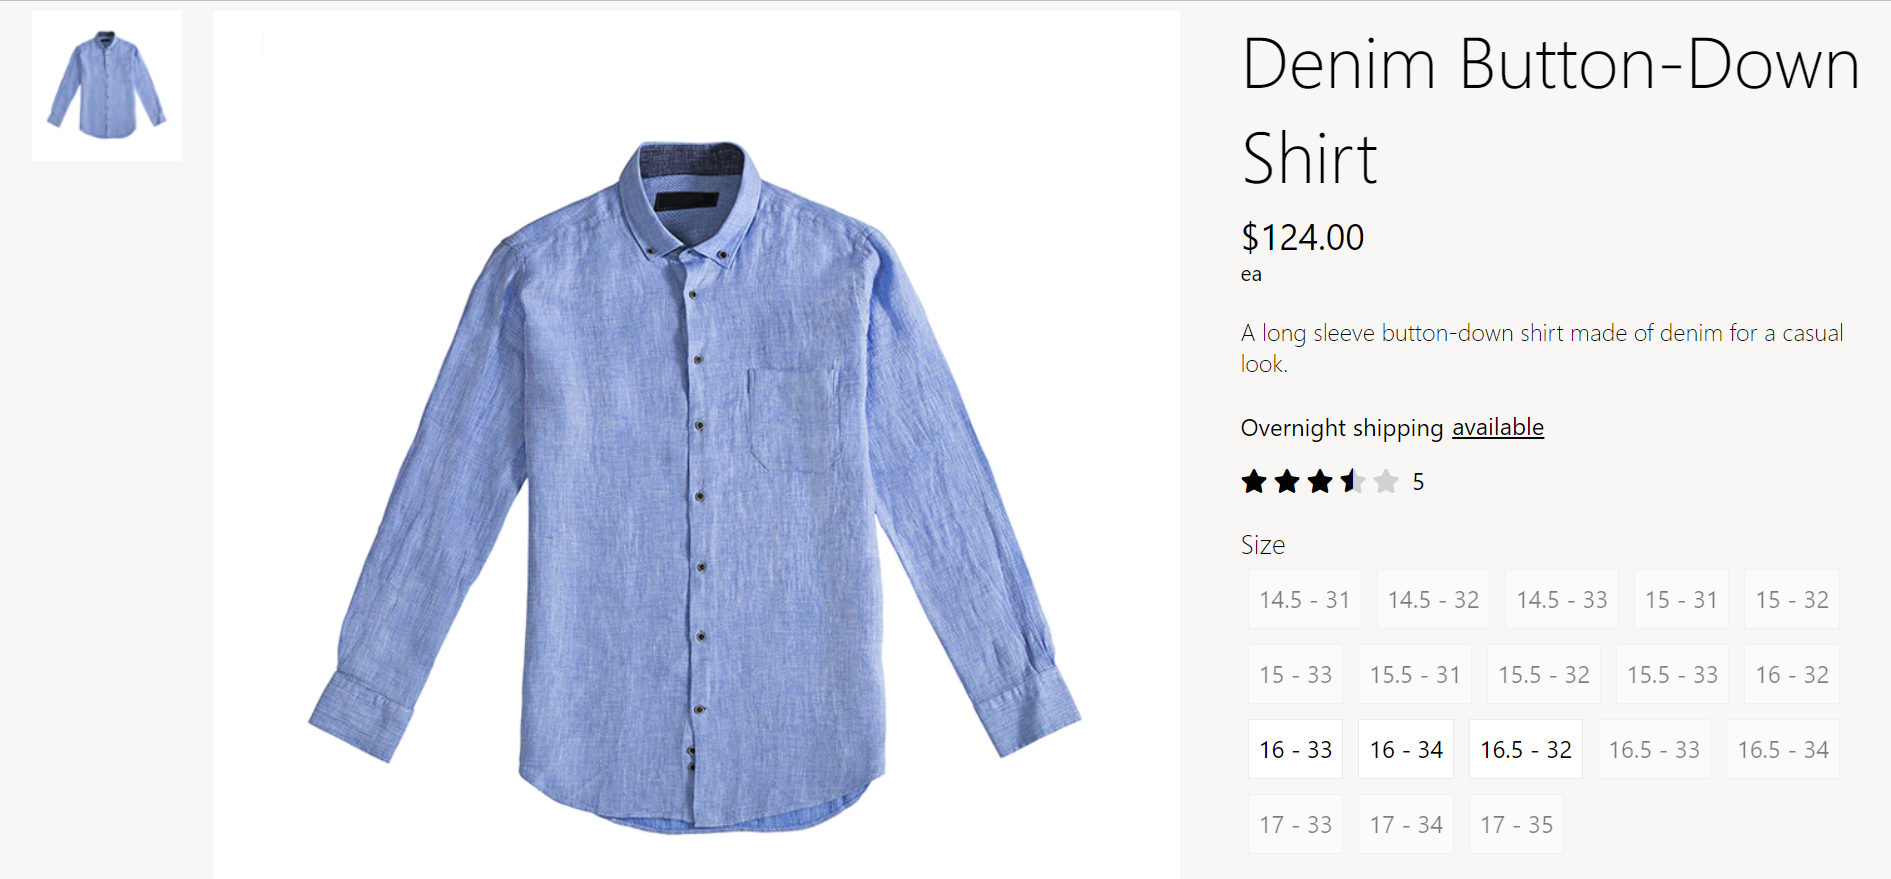 Denim Button-Down
Shirt
$124.00
ea
A long sleeve button-down shirt made of denim for a casual
look.
Overnight shipping available
5
Size
14.5 - 31 14.5 - 32 14.5 - 33 15 - 31 15 - 32
15 - 33 15.5 - 31 15.5 - 32 15.5 - 33 16 - 32
16 - 33 16 - 34 16.5 - 32 16.5 - 33 16.5 - 34
17 - 33 17 - 34 17 - 35